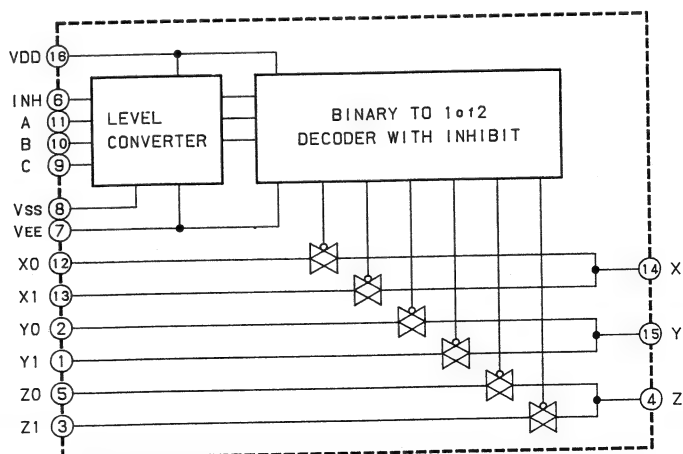 VDD 16
INH 6
A 11
B 10
C 9
LEVEL
CONVERTER
BINARY TO 1of2
DECODER WITH INHIBIT
VSS 8
VEE 7
X0 12
X1 13
Y0 2
Y1 1
Z0 5
Z1 3
14 X
15 Y
4 Z